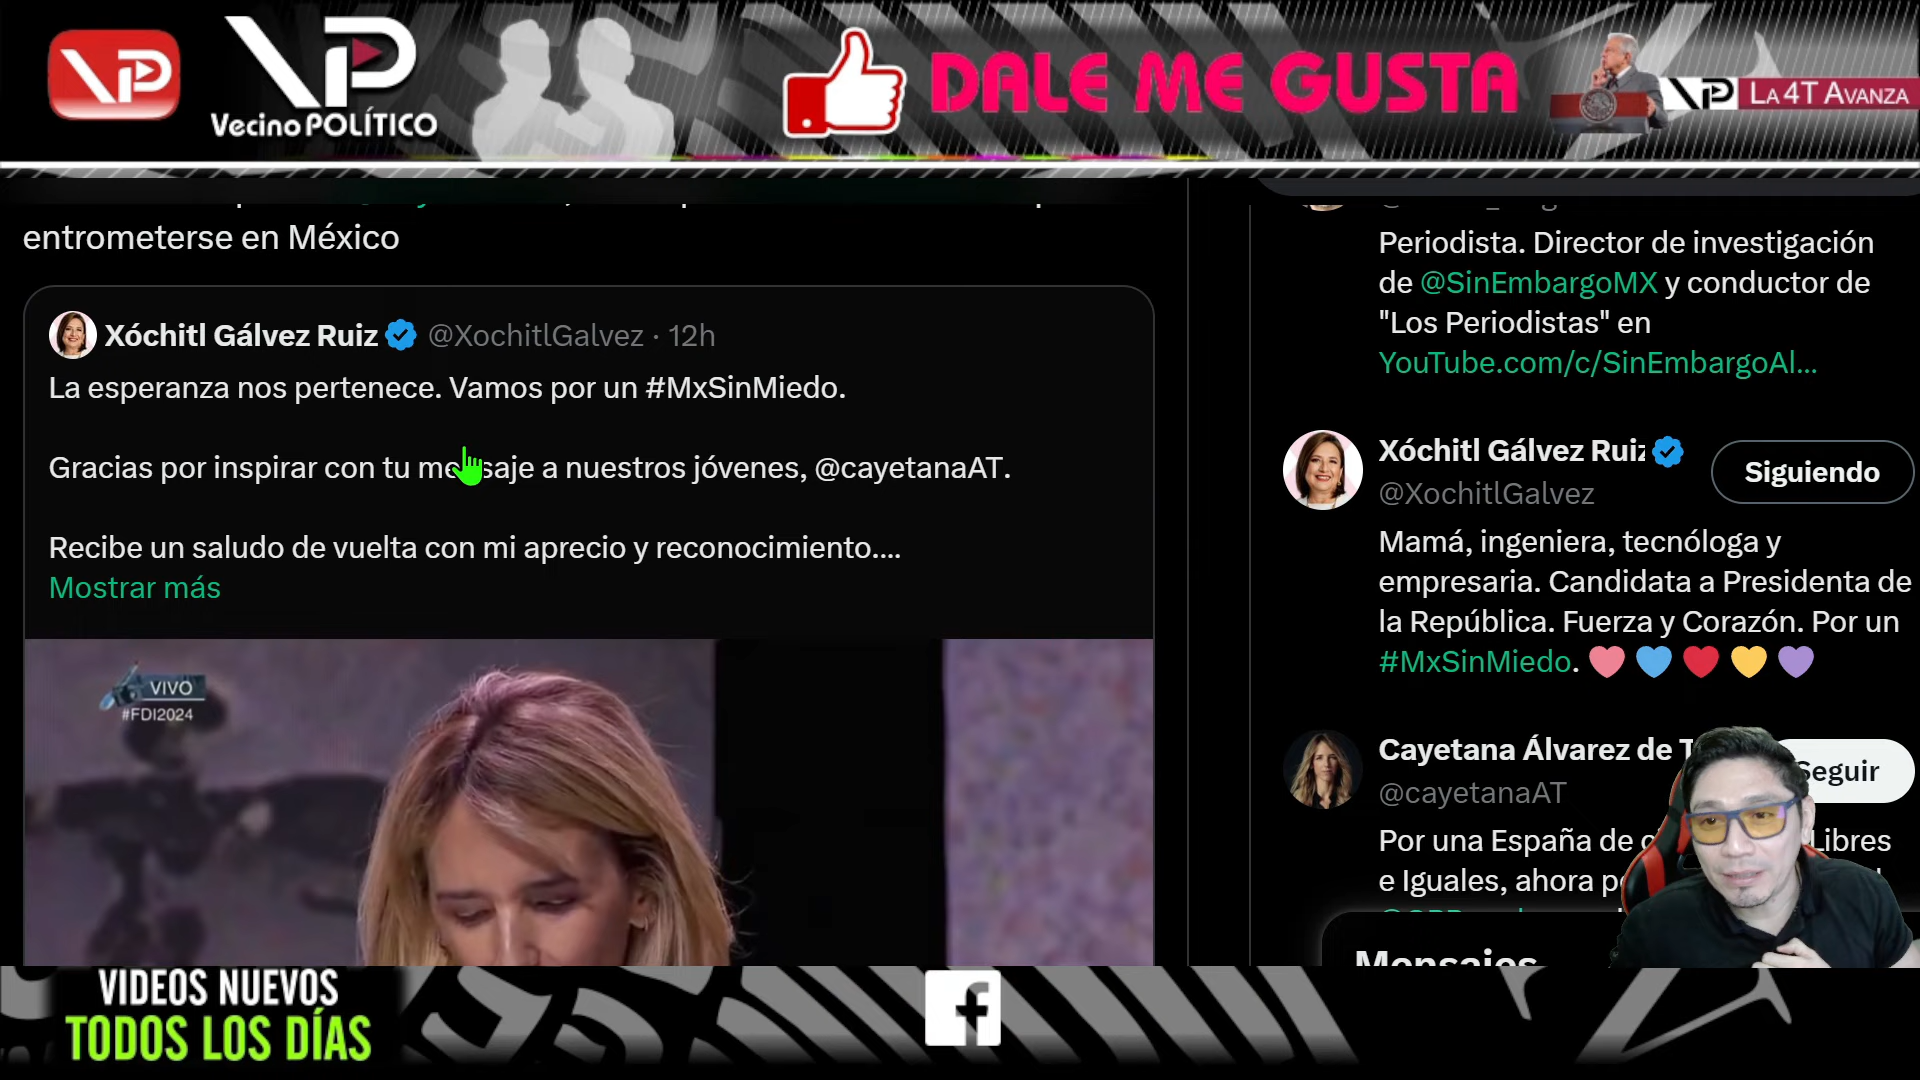 VP
VP
Vecino POLÍTICO
DALE ME GUSTA
VP LA 4T AVANZA
entrometerse en México
Xóchitl Gálvez Ruiz @XochitlGalvez · 12h
La esperanza nos pertenece. Vamos por un #MxSinMiedo.
Gracias por inspirar con tu mensaje a nuestros jóvenes, @cayetanaAT.
Recibe un saludo de vuelta con mi aprecio y reconocimiento....
Mostrar más
VIVO
#FDI2024
Periodista. Director de investigación
de @SinEmbargoMX y conductor de
"Los Periodistas" en
YouTube.com/c/SinEmbargoAl...
Xóchitl Gálvez Ruiz
Siguiendo
@XochitlGalvez
Mamá, ingeniera, tecnóloga y
empresaria. Candidata a Presidenta de
la República. Fuerza y Corazón. Por un
#MxSinMiedo. 🩷🩵❤️💛💜
Cayetana Álvarez de T
Seguir
@cayetanaAT
Por una España de Libres
e Iguales, ahora
Mensajes
VIDEOS NUEVOS
TODOS LOS DÍAS
f